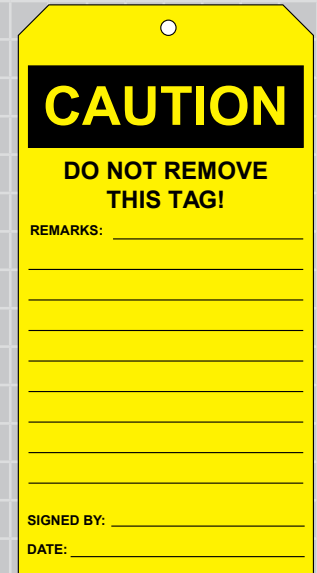 CAUTION
DO NOT REMOVE
THIS TAG!
REMARKS:
SIGNED BY:
DATE: